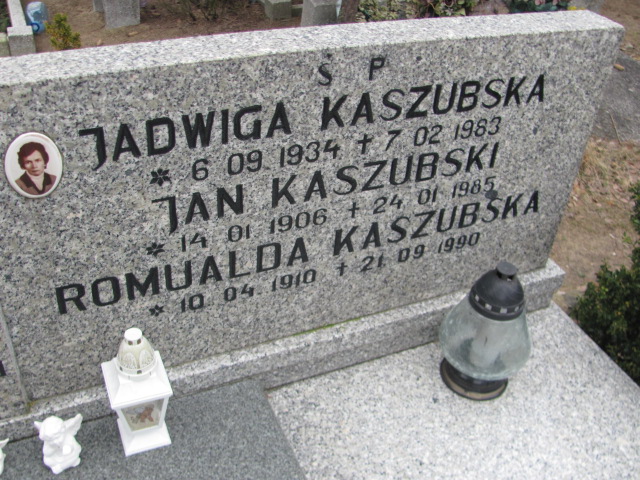 Ś P
JADWIGA KASZUBSKA
* 6 09 1934 + 7 02 1983
JAN KASZUBSKI
* 14 01 1906 + 24 01 1985
ROMUALDA KASZUBSKA
* 10 04 1910 + 21 09 1990